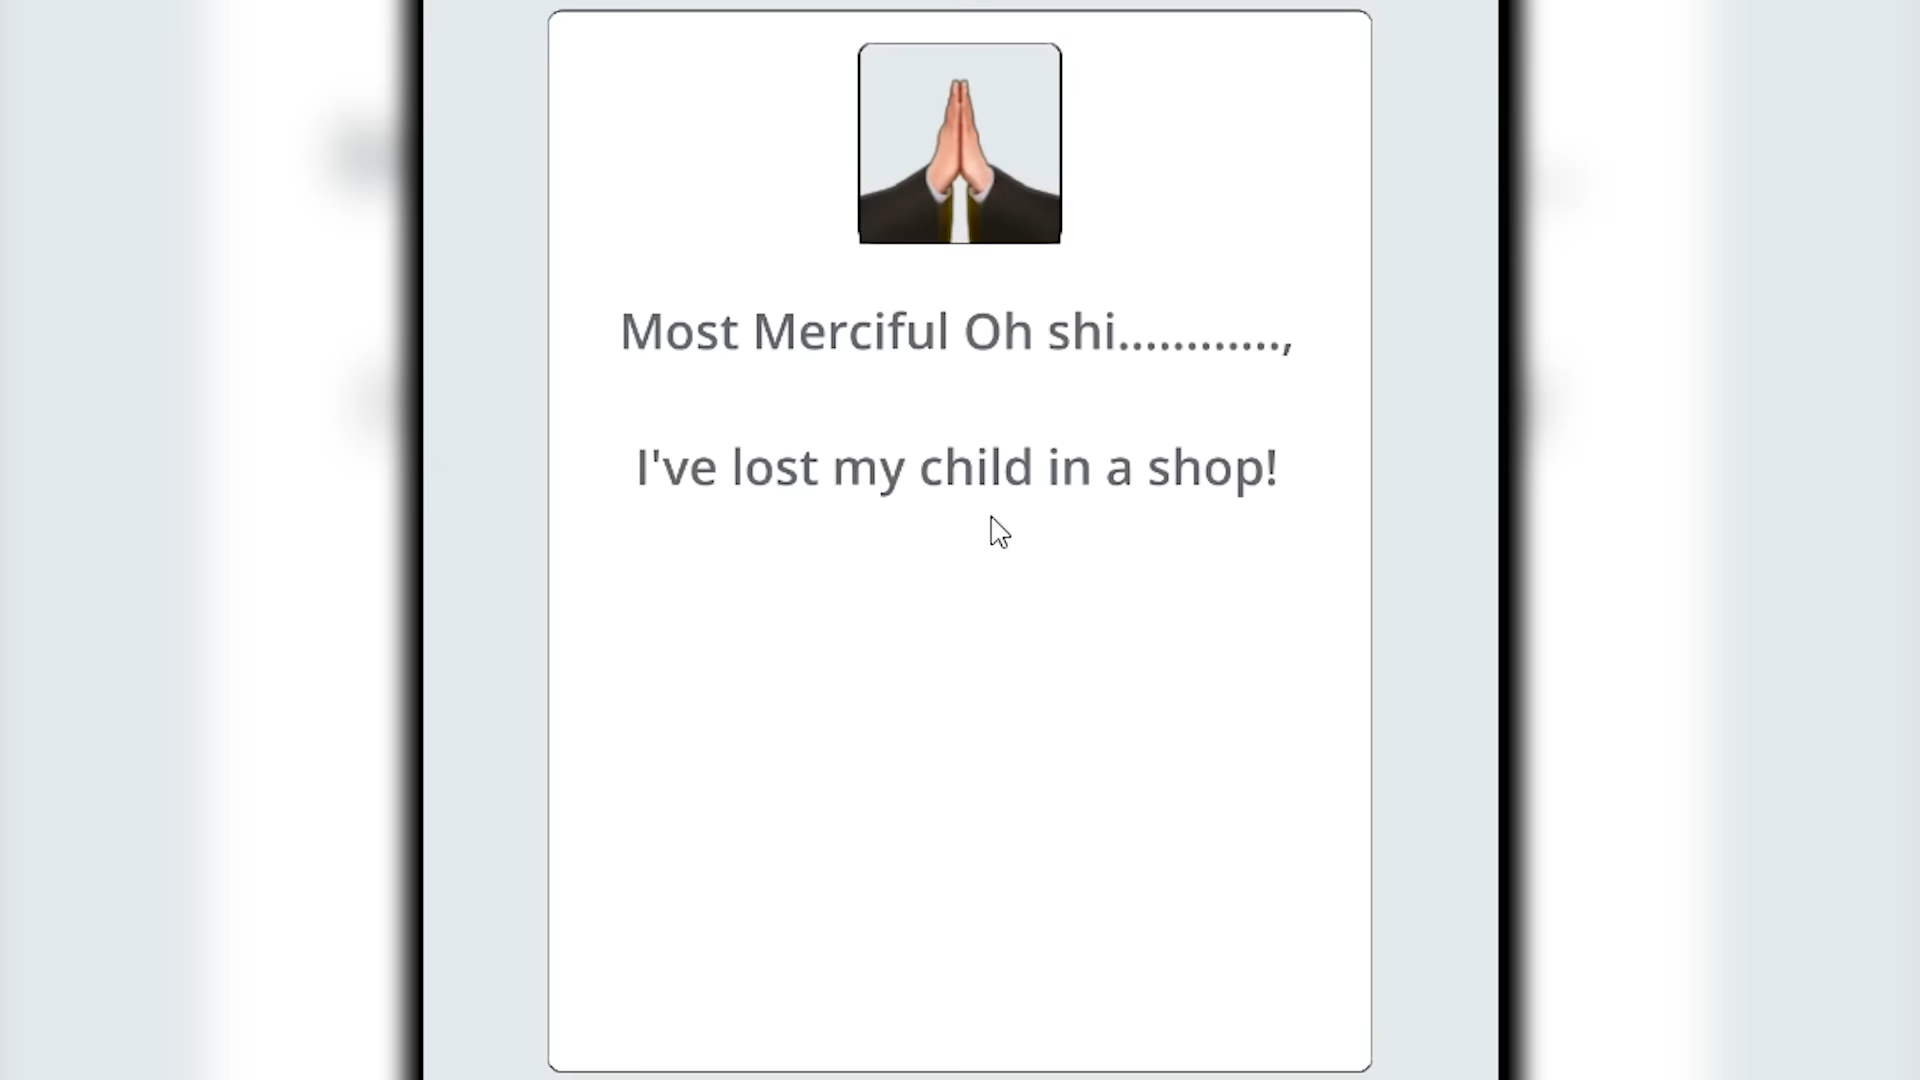 Most Merciful Oh shi............,
I've lost my child in a shop!